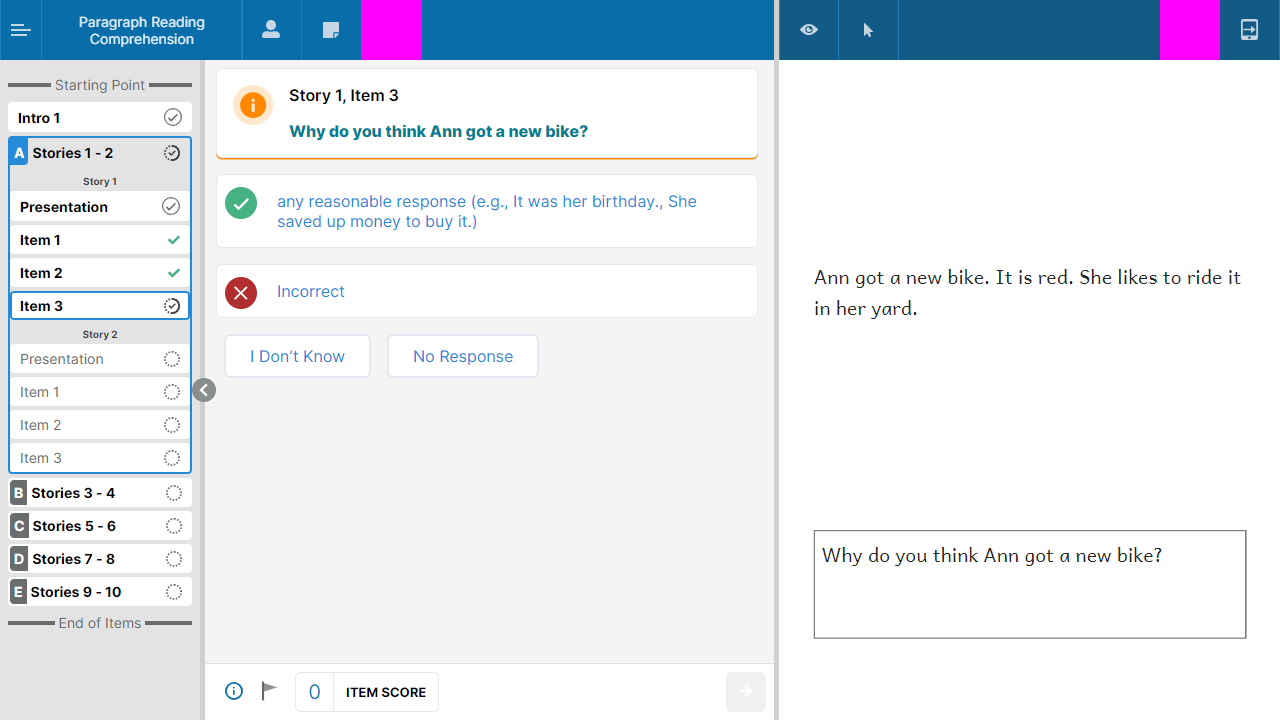 Paragraph Reading
Comprehension
Starting Point
Intro 1
A Stories 1 - 2
Story 1
Presentation
Item 1
Item 2
Item 3
Story 2
Presentation
Item 1
Item 2
Item 3
B Stories 3 - 4
C Stories 5 - 6
D Stories 7 - 8
E Stories 9 - 10
End of Items
Story 1, Item 3
Why do you think Ann got a new bike?
any reasonable response (e.g., It was her birthday., She
saved up money to buy it.)
Incorrect
I Don’t Know
No Response
0 ITEM SCORE
Ann got a new bike. It is red. She likes to ride it
in her yard.
Why do you think Ann got a new bike?